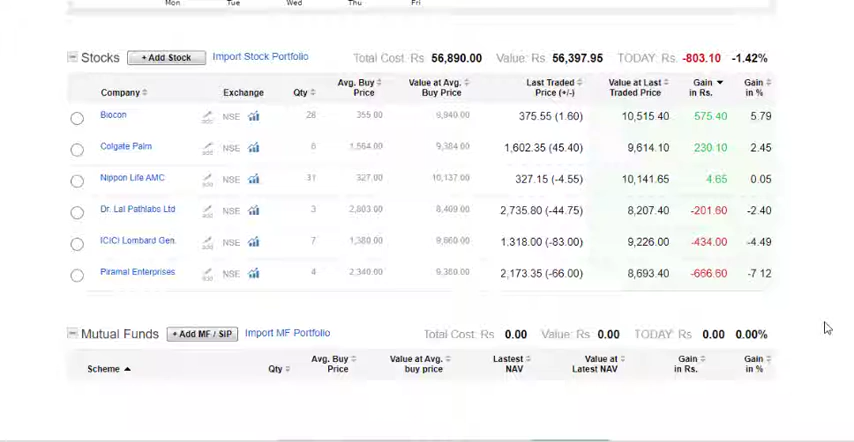 Mon Tue Wed Thu Fri
Stocks + Add Stock Import Stock Portfolio Total Cost: Rs 56,890.00 Value: Rs 56,397.95 TODAY: Rs -803.10 -1.42%
Company Exchange Qty Avg. Buy Price Value at Avg. Buy Price Last Traded Price (+/-) Value at Last Traded Price Gain in Rs. Gain in %
Biocon add NSE 28 355.00 9,940.00 375.55 (1.60) 10,515.40 575.40 5.79
Colgate Palm add NSE 6 1,564.00 9,384.00 1,602.35 (45.40) 9,614.10 230.10 2.45
Nippon Life AMC add NSE 31 327.00 10,137.00 327.15 (-4.55) 10,141.65 4.65 0.05
Dr. Lal Pathlabs Ltd add NSE 3 2,803.00 8,409.00 2,735.80 (-44.75) 8,207.40 -201.60 -2.40
ICICI Lombard Gen. add NSE 7 1,380.00 9,660.00 1,318.00 (-83.00) 9,226.00 -434.00 -4.49
Piramal Enterprises add NSE 4 2,340.00 9,360.00 2,173.35 (-66.00) 8,693.40 -666.60 -7.12
Mutual Funds + Add MF / SIP Import MF Portfolio Total Cost: Rs 0.00 Value: Rs 0.00 TODAY: Rs 0.00 0.00%
Scheme Qty Avg. Buy Price Value at Avg. buy price Lastest NAV Value at Latest NAV Gain in Rs. Gain in %